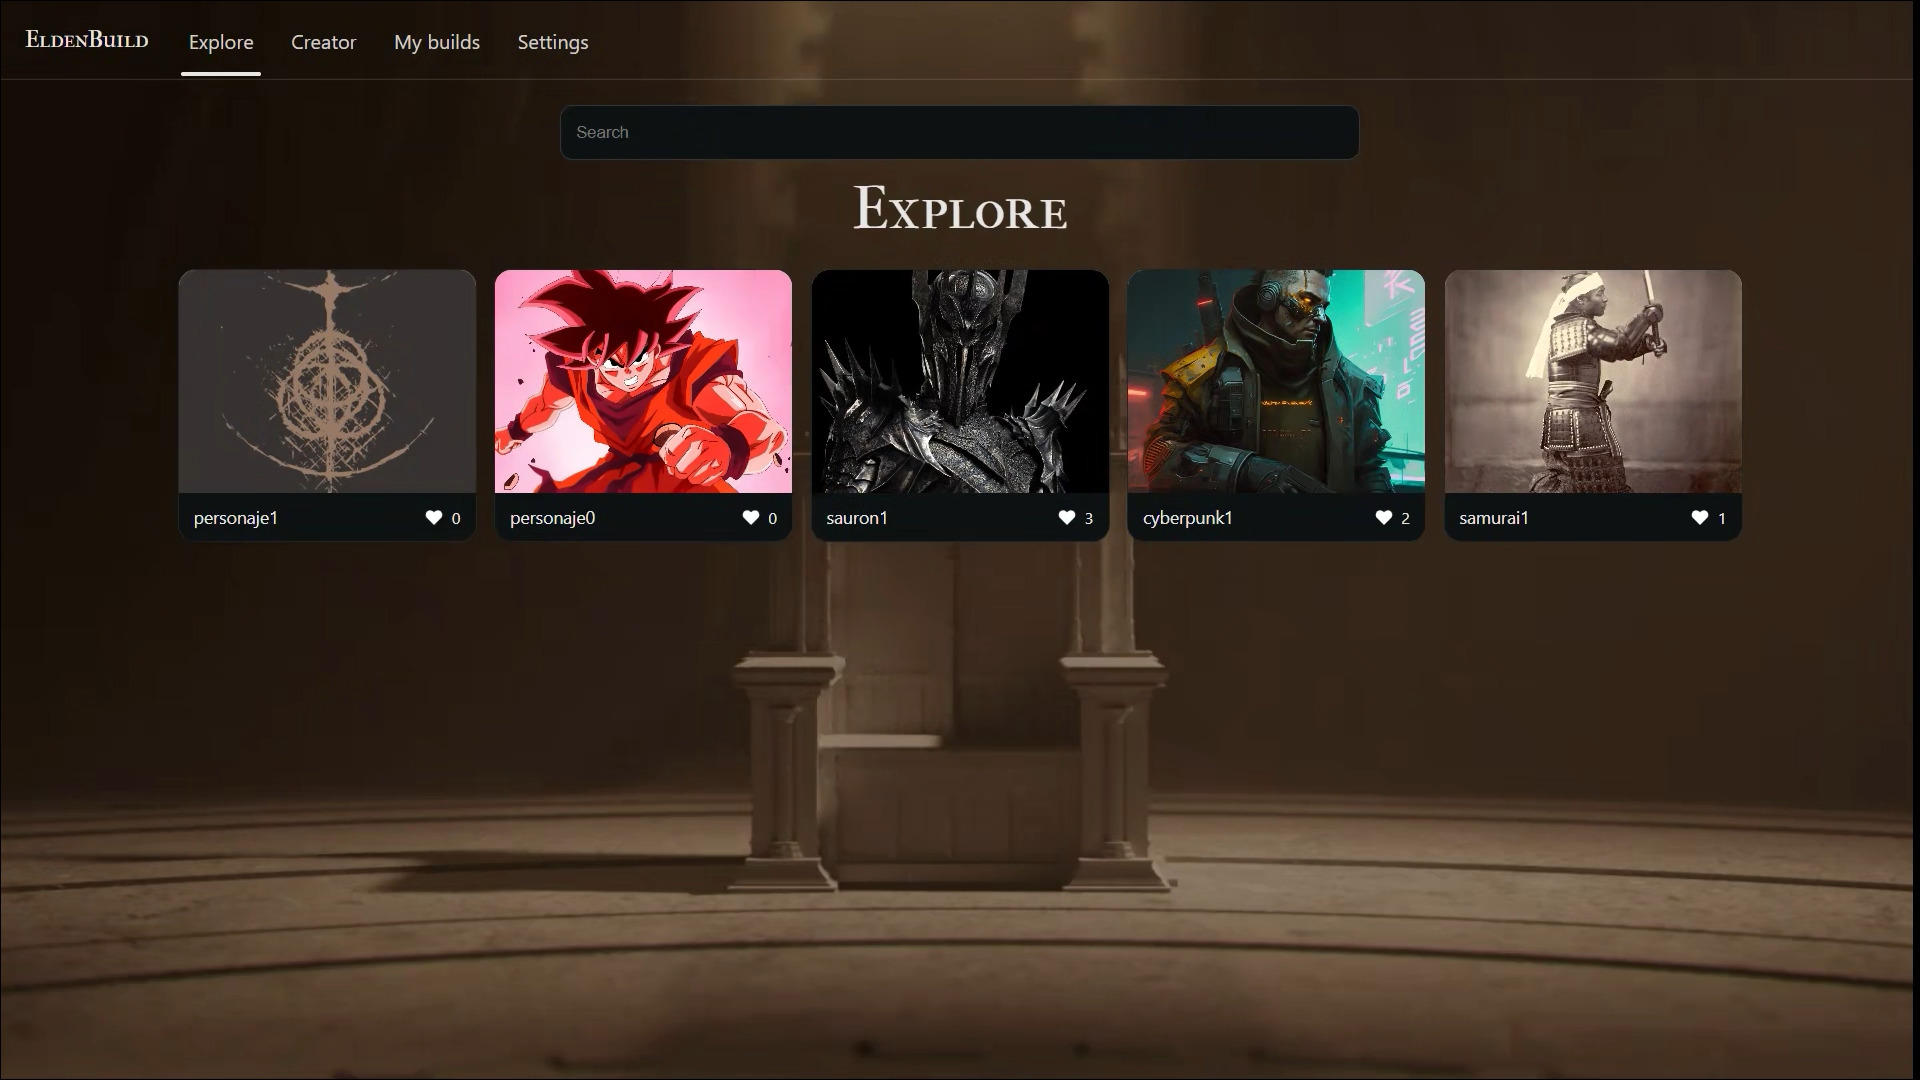 EldenBuild
Explore
Creator
My builds
Settings
Search
Explore
personaje1
0
personaje0
0
sauron1
3
cyberpunk1
2
samurai1
1